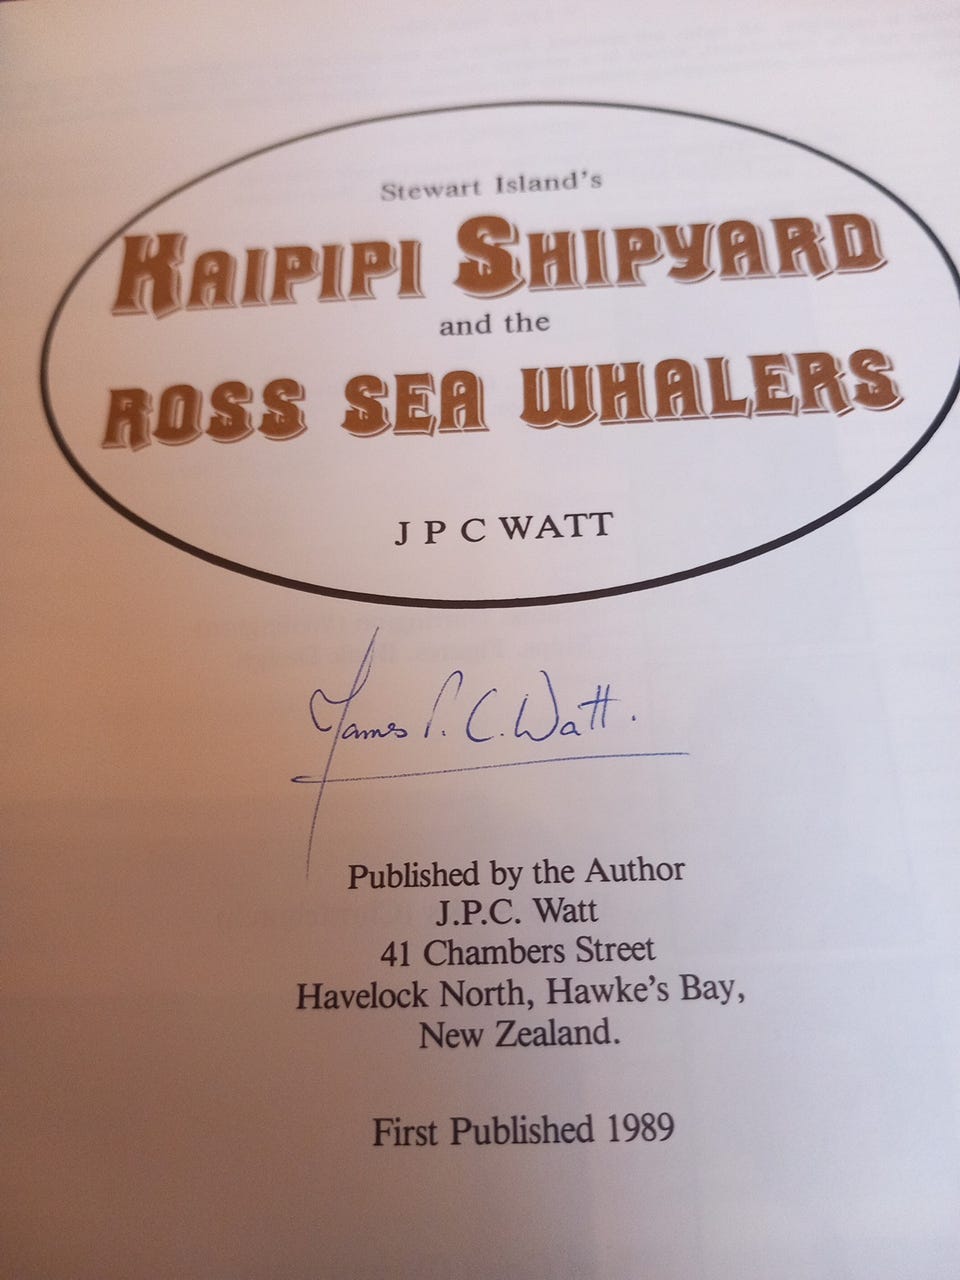 Stewart Island's
KAIPIPI SHIPYARD
and the
ROSS SEA WHALERS
J P C WATT
James P. C. Watt.
Published by the Author
J.P.C. Watt
41 Chambers Street
Havelock North, Hawke's Bay,
New Zealand.
First Published 1989